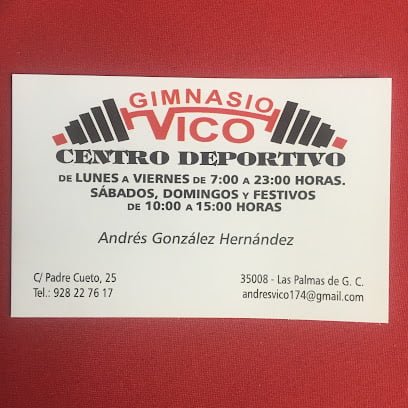 GIMNASIO
VICO
CENTRO DEPORTIVO
DE LUNES A VIERNES DE 7:00 A 23:00 HORAS.
SÁBADOS, DOMINGOS Y FESTIVOS
DE 10:00 A 15:00 HORAS
Andrés González Hernández
C/ Padre Cueto, 25
Tel.: 928 22 76 17
35008 - Las Palmas de G. C.
andresvico174@gmail.com